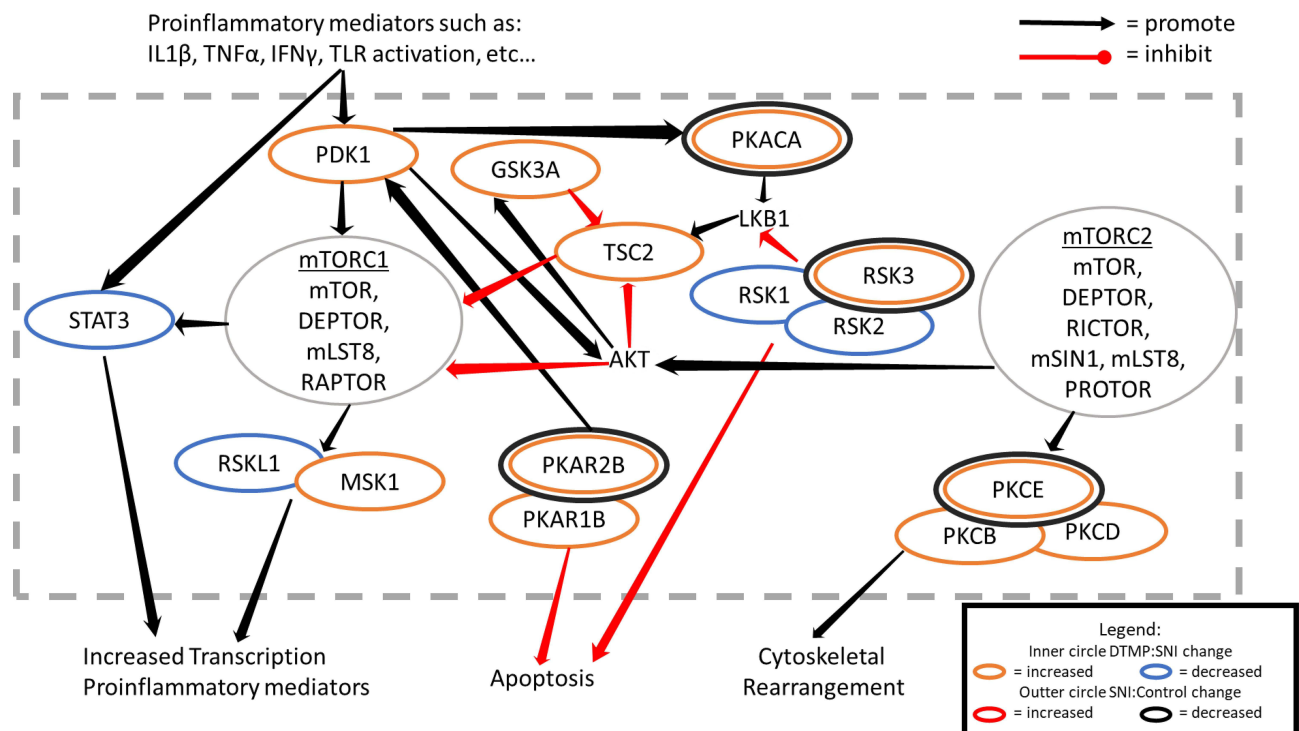 Proinflammatory mediators such as:
IL1β, TNFα, IFNγ, TLR activation, etc...
= promote
= inhibit
PKACA
PDK1
GSK3A
LKB1
TSC2
mTORC1
mTOR,
DEPTOR,
mLST8,
RAPTOR
STAT3
RSK3
RSK1
RSK2
mTORC2
mTOR,
DEPTOR,
RICTOR,
mSIN1, mLST8,
PROTOR
AKT
RSKL1
MSK1
PKAR2B
PKAR1B
PKCE
PKCB
PKCD
Increased Transcription
Proinflammatory mediators
Apoptosis
Cytoskeletal
Rearrangement
Legend:
Inner circle DTMP:SNI change
= increased = decreased
Outter circle SNI:Control change
= increased = decreased